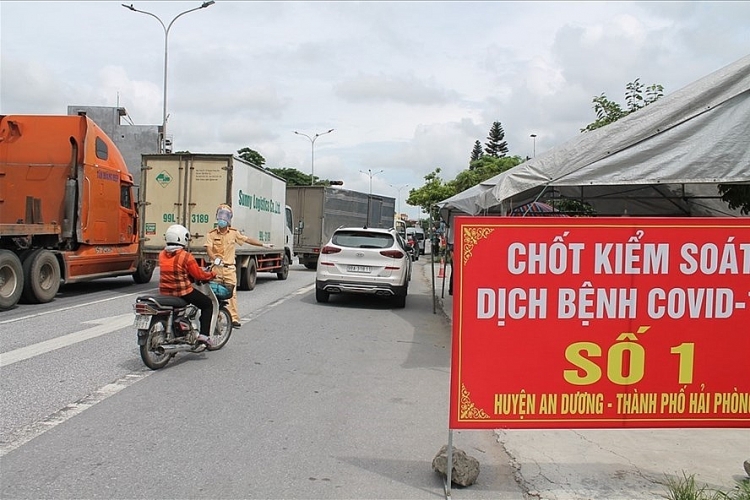 CHỐT KIỂM SOÁT
DỊCH BỆNH COVID-
SỐ 1
HUYỆN AN DƯƠNG - THÀNH PHỐ HẢI PHÒNG
Sunny Logistics Co.,Ltd